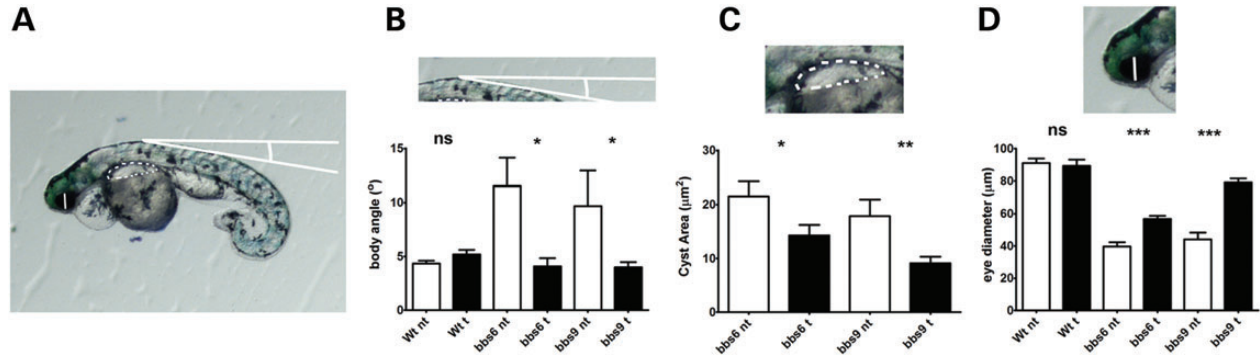 A
B
C
D
ns
*
*
body angle (°)
15
10
5
0
Wt nt
Wt t
bbs6 nt
bbs6 t
bbs9 nt
bbs9 t
*
**
Cyst Area (μm²)
30
20
10
0
bbs6 nt
bbs6 t
bbs9 nt
bbs9 t
ns
***
***
eye diameter (μm)
100
80
60
40
20
0
Wt nt
Wt t
bbs6 nt
bbs6 t
bbs9 nt
bbs9 t